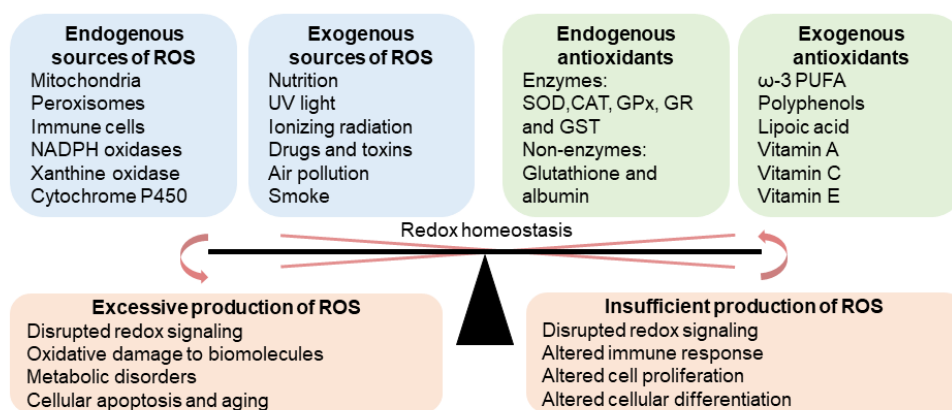 Endogenous
sources of ROS
Mitochondria
Peroxisomes
Immune cells
NADPH oxidases
Xanthine oxidase
Cytochrome P450
Exogenous
sources of ROS
Nutrition
UV light
Ionizing radiation
Drugs and toxins
Air pollution
Smoke
Endogenous
antioxidants
Enzymes:
SOD,CAT, GPx, GR
and GST
Non-enzymes:
Glutathione and
albumin
Exogenous
antioxidants
ω-3 PUFA
Polyphenols
Lipoic acid
Vitamin A
Vitamin C
Vitamin E
Redox homeostasis
Excessive production of ROS
Disrupted redox signaling
Oxidative damage to biomolecules
Metabolic disorders
Cellular apoptosis and aging
Insufficient production of ROS
Disrupted redox signaling
Altered immune response
Altered cell proliferation
Altered cellular differentiation